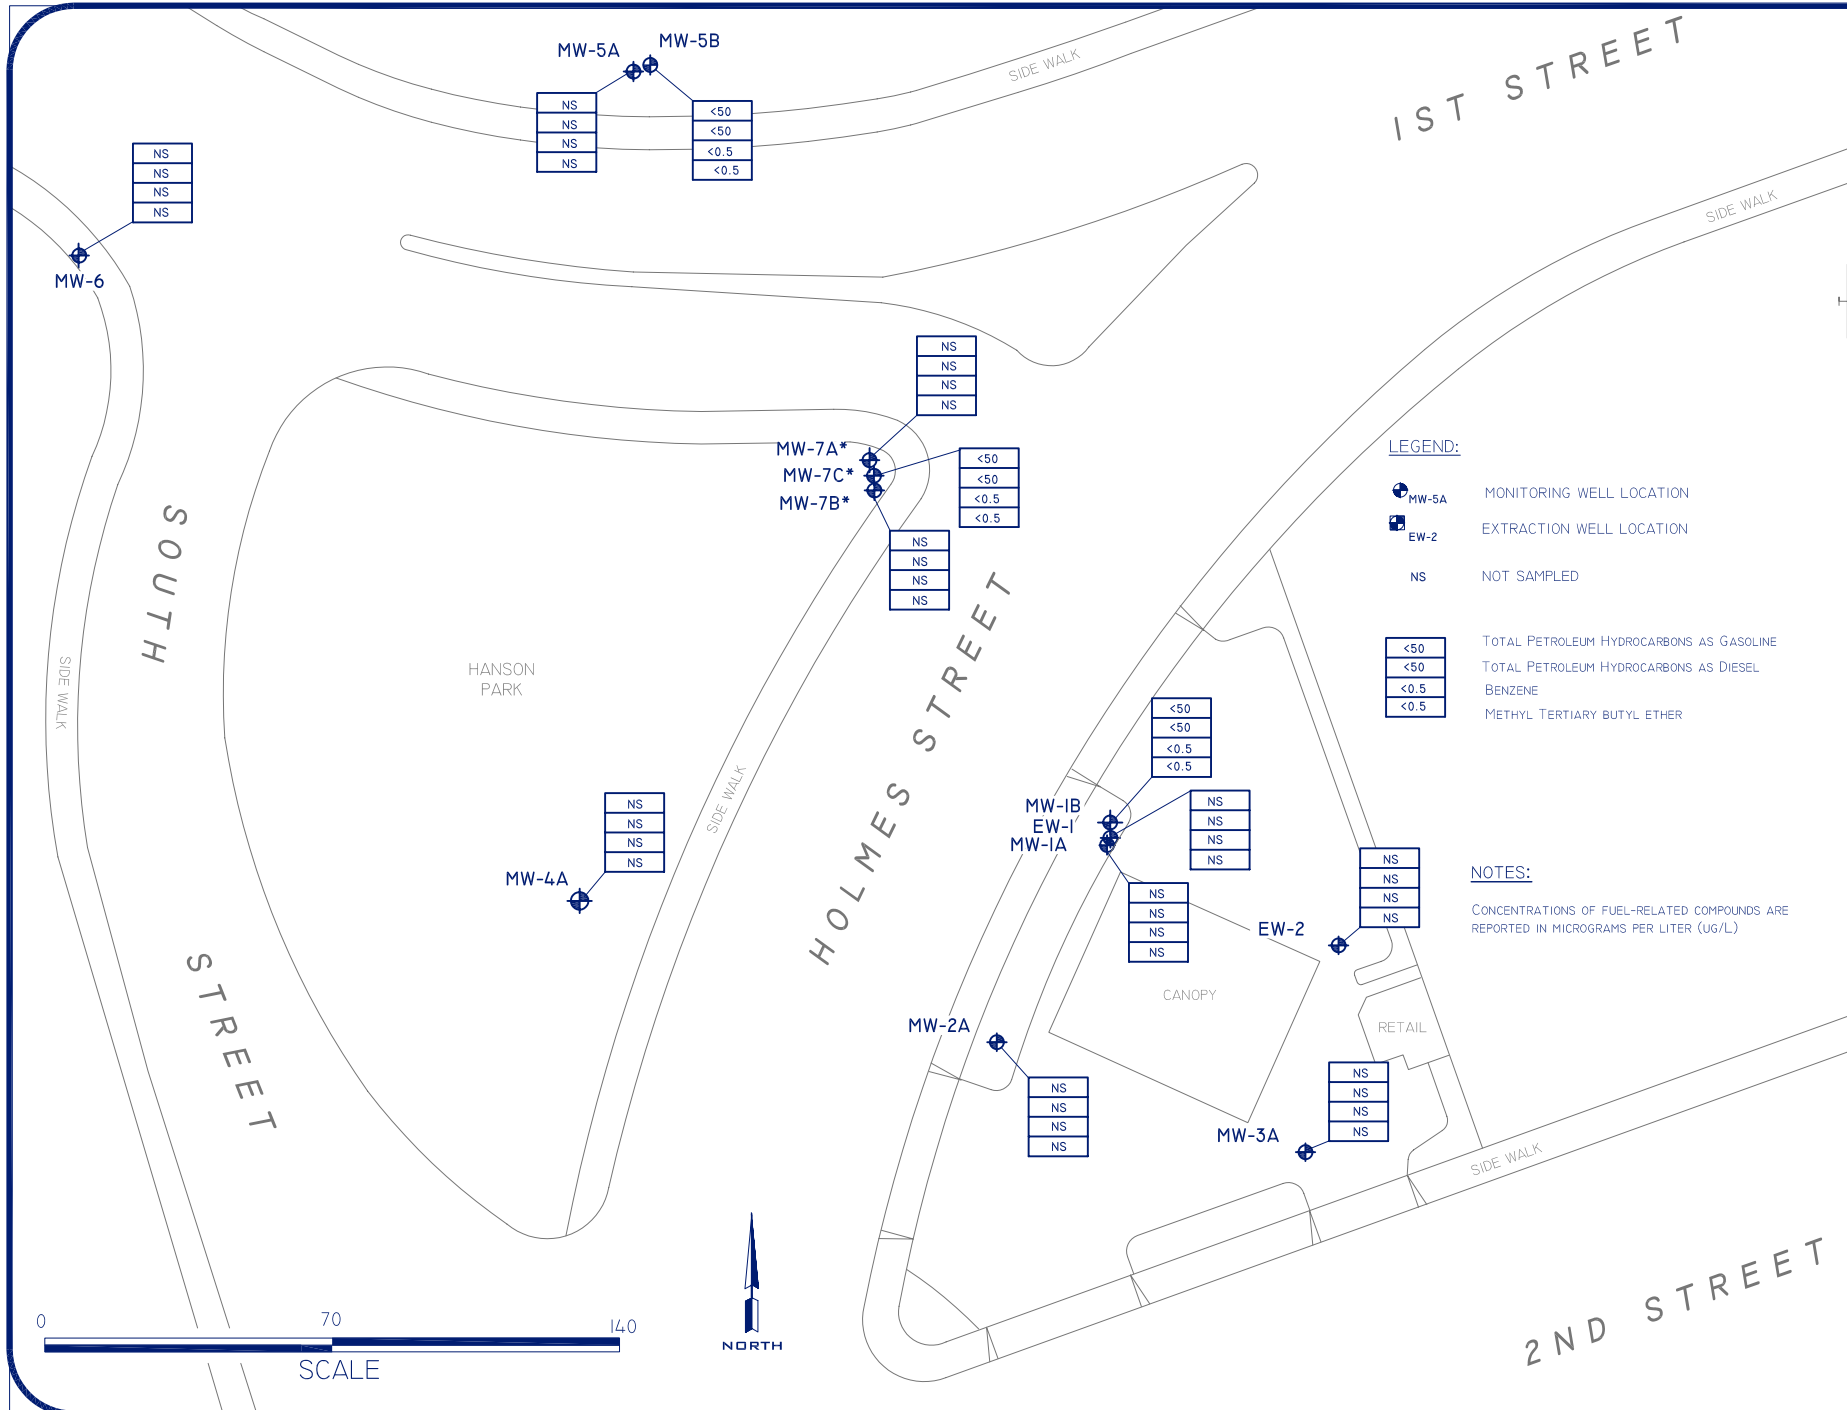 MW-5A
MW-5B
SIDE WALK
1ST STREET
NS
NS
NS
NS
<50
<50
<0.5
<0.5
NS
NS
NS
NS
MW-6
SIDE WALK
NS
NS
NS
NS
MW-7A*
MW-7C*
MW-7B*
<50
<50
<0.5
<0.5
NS
NS
NS
NS
LEGEND:
MW-5A MONITORING WELL LOCATION
EW-2 EXTRACTION WELL LOCATION
NS NOT SAMPLED
<50 TOTAL PETROLEUM HYDROCARBONS AS GASOLINE
<50 TOTAL PETROLEUM HYDROCARBONS AS DIESEL
<0.5 BENZENE
<0.5 METHYL TERTIARY BUTYL ETHER
SOUTH
STREET
SIDE WALK
HANSON
PARK
HOLMES STREET
SIDE WALK
NS
NS
NS
NS
MW-4A
<50
<50
<0.5
<0.5
MW-1B
EW-1
MW-1A
NS
NS
NS
NS
NS
NS
NS
NS
NS
NS
NS
NS
EW-2
NOTES:
CONCENTRATIONS OF FUEL-RELATED COMPOUNDS ARE
REPORTED IN MICROGRAMS PER LITER (UG/L)
CANOPY
RETAIL
MW-2A
NS
NS
NS
NS
NS
NS
NS
NS
MW-3A
SIDE WALK
2ND STREET
0 70 140
SCALE
NORTH